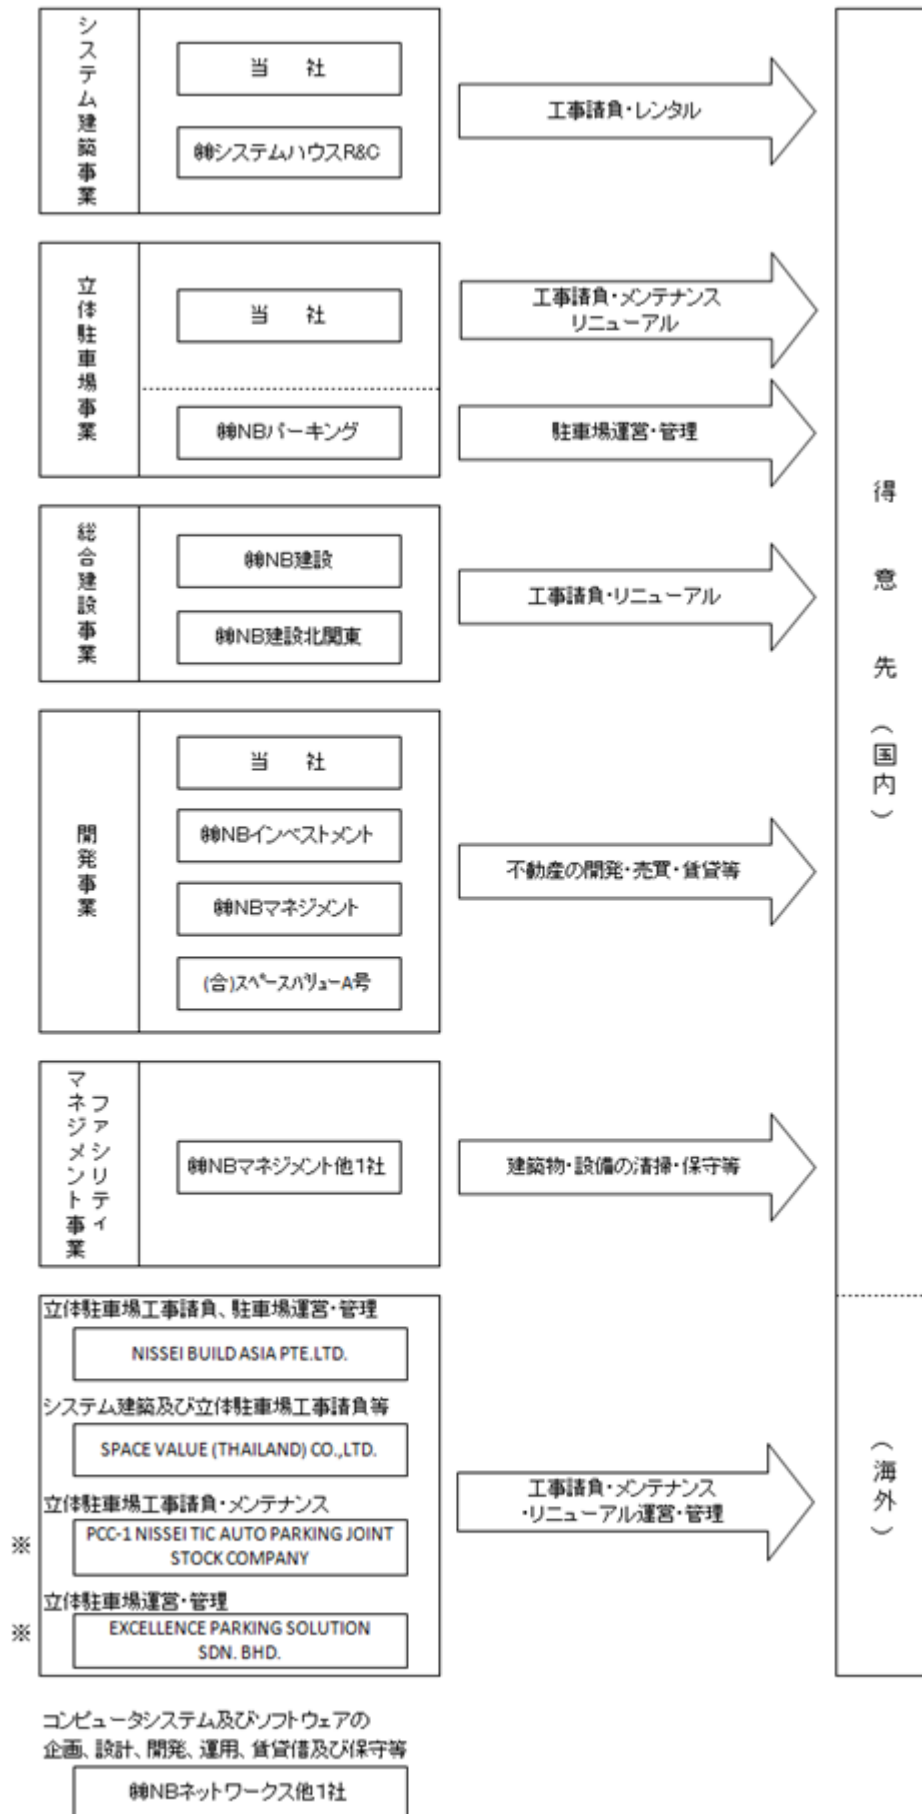 システム建築事業
当　社
㈱システムハウスR&C
工事請負・レンタル
立体駐車場事業
当　社
工事請負・メンテナンス
リニューアル
㈱NBパーキング
駐車場運営・管理
総合建設事業
㈱NB建設
㈱NB建設北関東
工事請負・リニューアル
開発事業
当　社
㈱NBインベストメント
㈱NBマネジメント
(合)スペースバリューA号
不動産の開発・売買・賃貸等
ファシリティ
マネジメント事業
㈱NBマネジメント他1社
建築物・設備の清掃・保守等
得意先（国内）
立体駐車場工事請負、駐車場運営・管理
NISSEI BUILD ASIA PTE.LTD.
システム建築及び立体駐車場工事請負等
SPACE VALUE (THAILAND) CO.,LTD.
立体駐車場工事請負・メンテナンス
※
PCC-1 NISSEI TIC AUTO PARKING JOINT
STOCK COMPANY
立体駐車場運営・管理
※
EXCELLENCE PARKING SOLUTION
SDN. BHD.
工事請負・メンテナンス
・リニューアル運営・管理
（海外）
コンピュータシステム及びソフトウェアの
企画、設計、開発、運用、賃貸借及び保守等
㈱NBネットワークス他1社